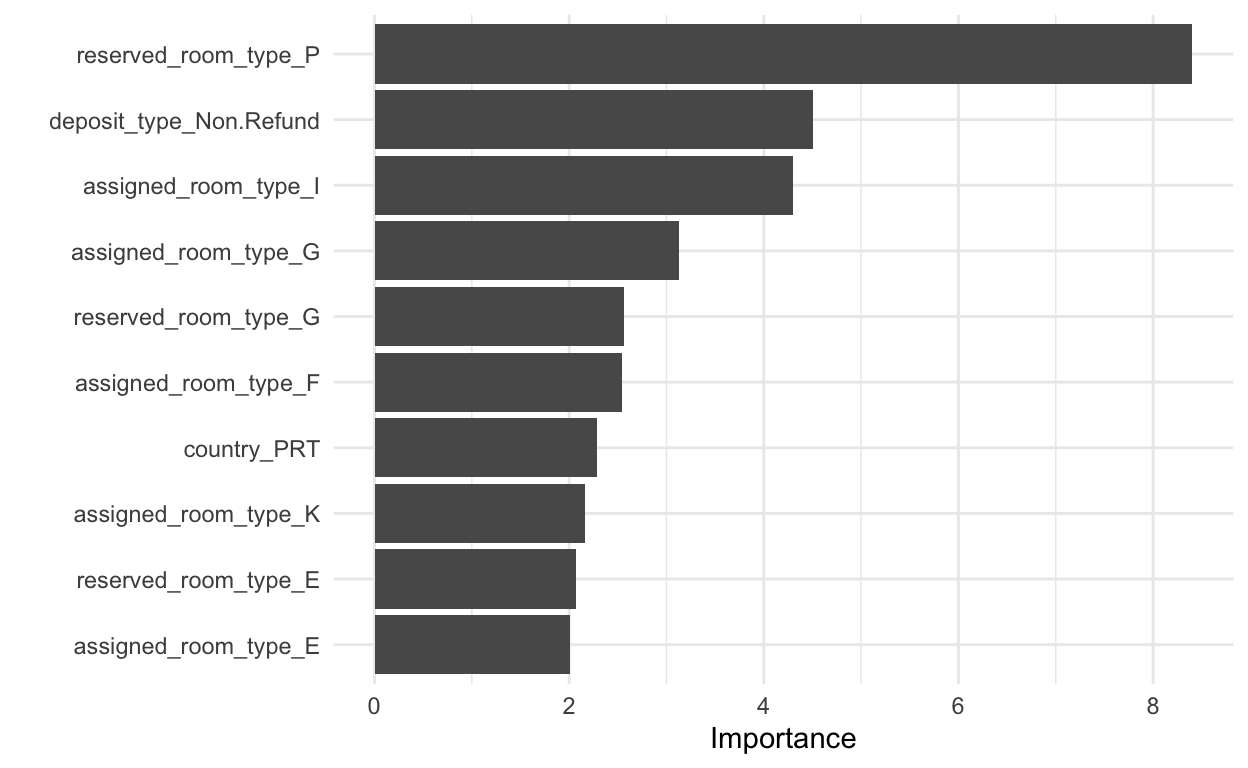 reserved_room_type_P
deposit_type_Non.Refund
assigned_room_type_I
assigned_room_type_G
reserved_room_type_G
assigned_room_type_F
country_PRT
assigned_room_type_K
reserved_room_type_E
assigned_room_type_E
0 2 4 6 8
Importance